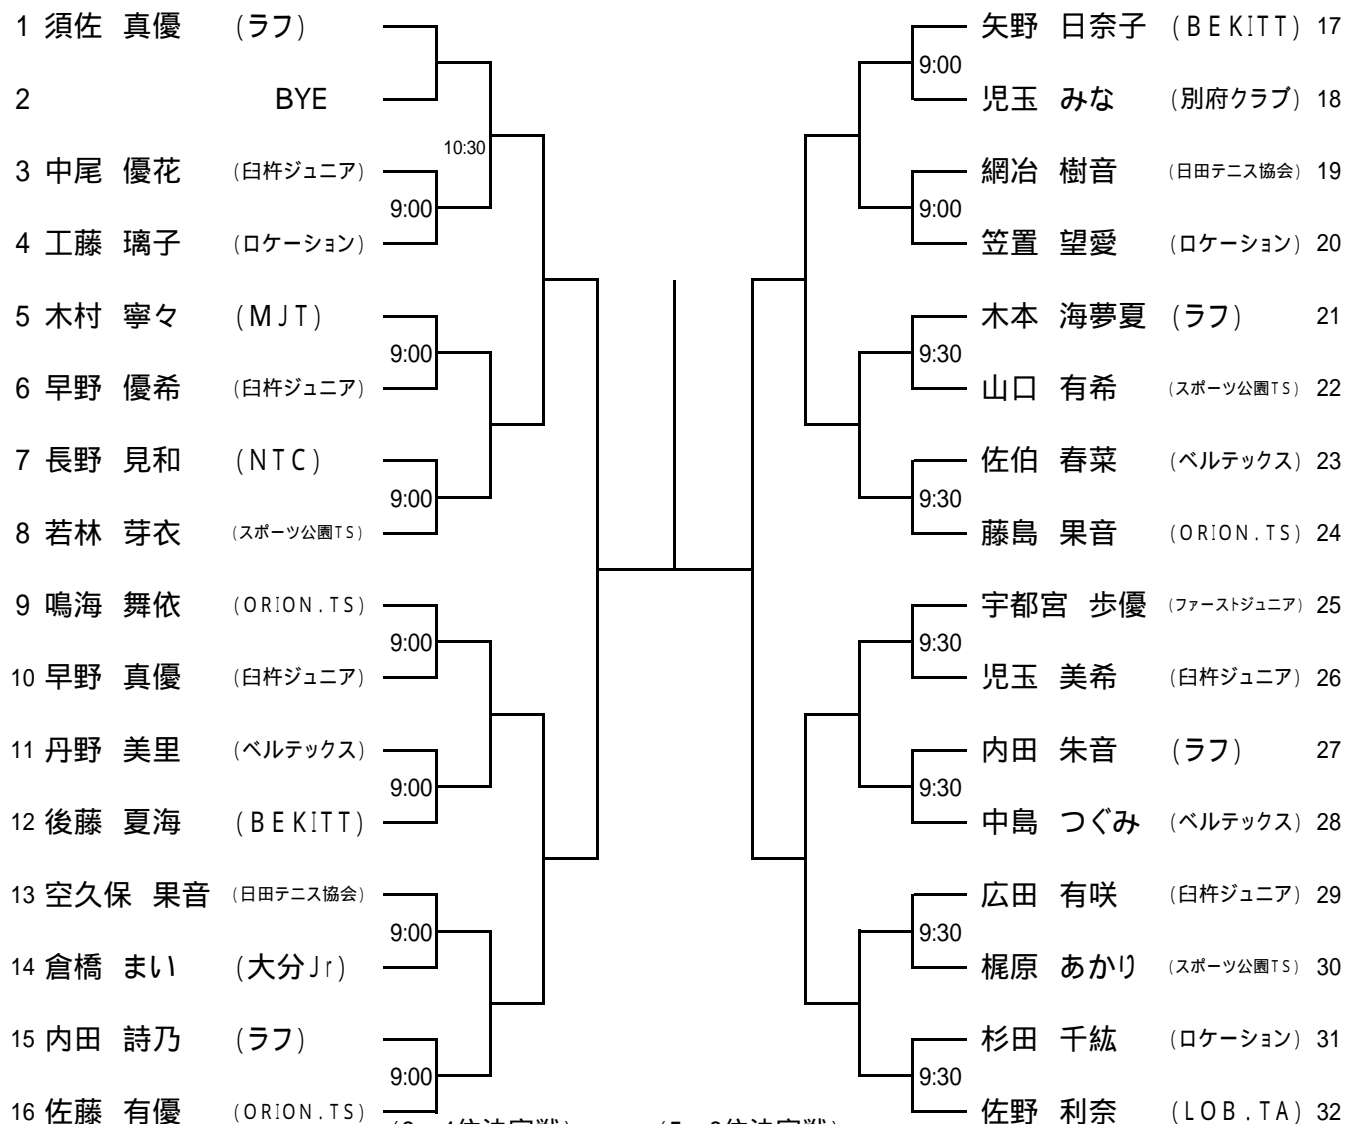 1 須佐 真優 (ラフ)
2 BYE
10:30
3 中尾 優花 (臼杵ジュニア)
9:00
4 工藤 璃子 (ロケーション)
5 木村 寧々 (MJT)
9:00
6 早野 優希 (臼杵ジュニア)
7 長野 見和 (NTC)
9:00
8 若林 芽衣 (スポーツ公園TS)
9 鳴海 舞依 (ORION.TS)
9:00
10 早野 真優 (臼杵ジュニア)
11 丹野 美里 (ベルテックス)
9:00
12 後藤 夏海 (BEKITT)
13 空久保 果音 (日田テニス協会)
9:00
14 倉橋 まい (大分Jr)
15 内田 詩乃 (ラフ)
9:00
16 佐藤 有優 (ORION.TS)
矢野 日奈子 (BEKITT) 17
9:00
児玉 みな (別府クラブ) 18
網冶 樹音 (日田テニス協会) 19
9:00
笠置 望愛 (ロケーション) 20
木本 海夢夏 (ラフ) 21
9:30
山口 有希 (スポーツ公園TS) 22
佐伯 春菜 (ベルテックス) 23
9:30
藤島 果音 (ORION.TS) 24
宇都宮 歩優 (ファーストジュニア) 25
9:30
児玉 美希 (臼杵ジュニア) 26
内田 朱音 (ラフ) 27
9:30
中島 つぐみ (ベルテックス) 28
広田 有咲 (臼杵ジュニア) 29
9:30
梶原 あかり (スポーツ公園TS) 30
杉田 千紘 (ロケーション) 31
9:30
佐野 利奈 (LOB.TA) 32